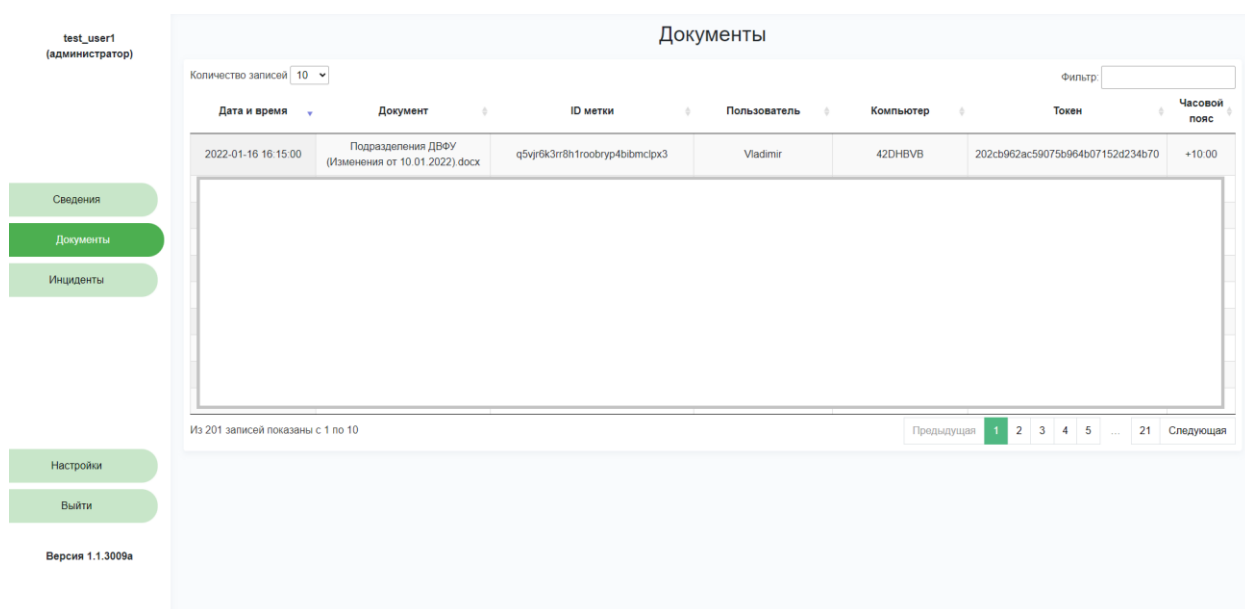 test_user1
(администратор)
Сведения
Документы
Инциденты
Настройки
Выйти
Версия 1.1.3009a
Документы
Количество записей 10
Фильтр:
Дата и время Документ ID метки Пользователь Компьютер Токен Часовой
пояс
2022-01-16 16:15:00 Подразделения ДВФУ
(Изменения от 10.01.2022).docx q5vjr6k3rr8h1roobryp4bibmclpx3 Vladimir 42DHBVB 202cb962ac59075b964b07152d234b70 +10:00
Из 201 записей показаны с 1 по 10
Предыдущая 1 2 3 4 5 ... 21 Следующая